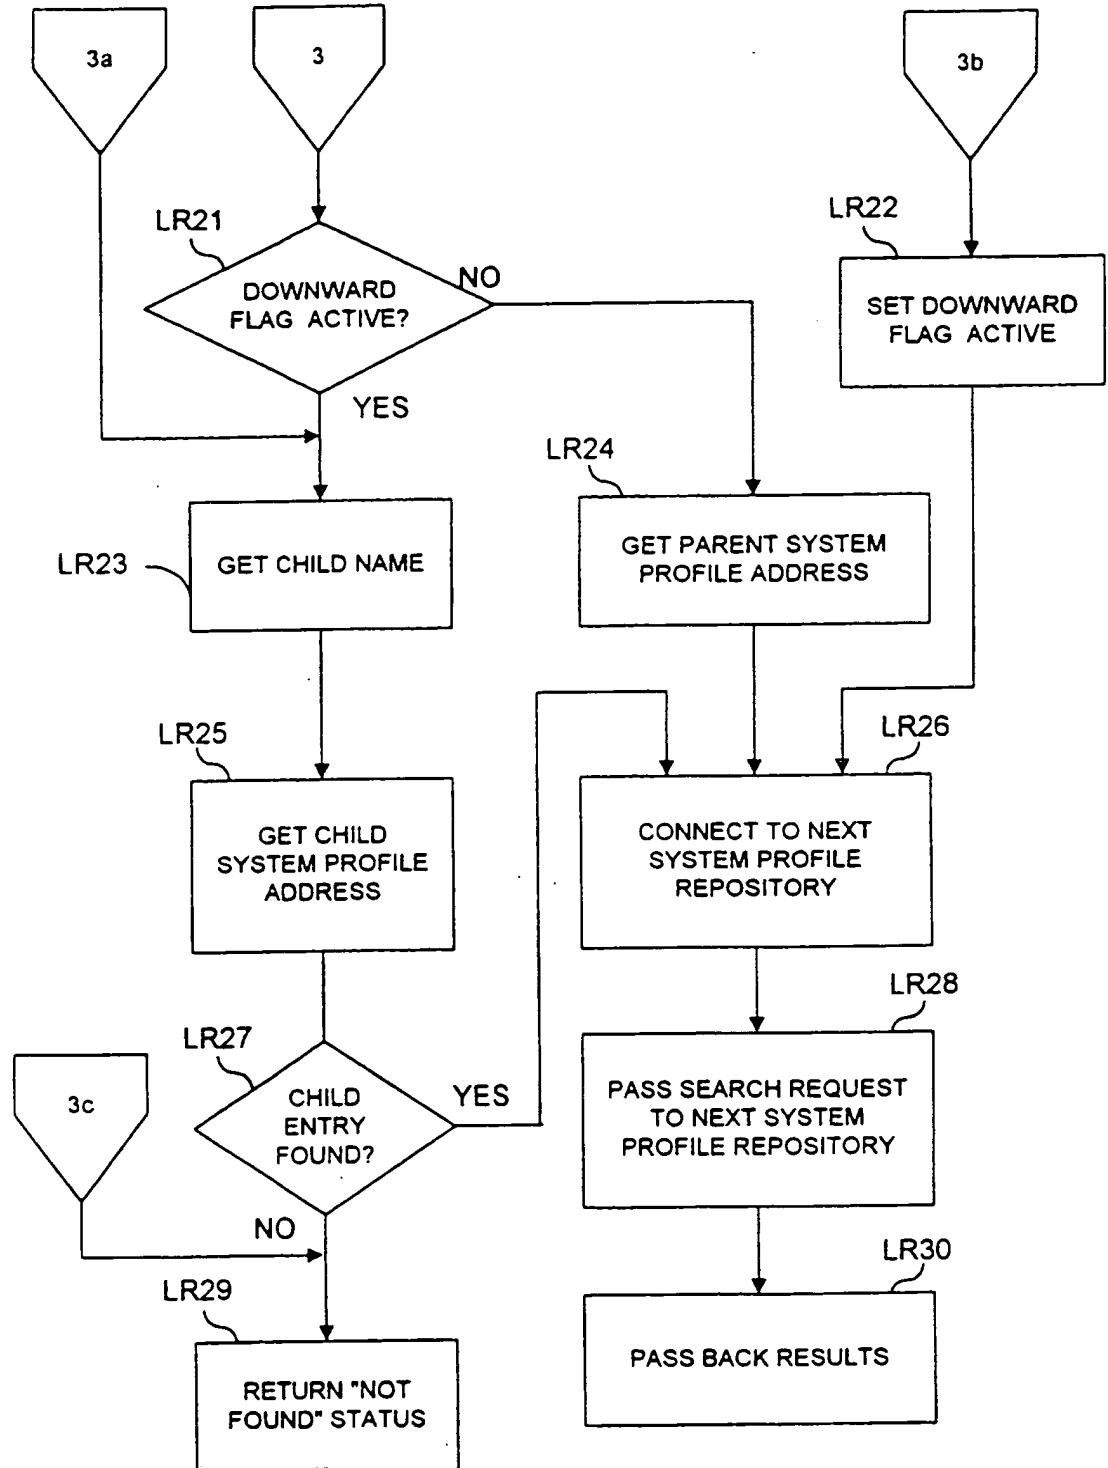 3a
3
3b
LR21
DOWNWARD
FLAG ACTIVE?
NO
YES
LR22
SET DOWNWARD
FLAG ACTIVE
LR23
GET CHILD NAME
LR24
GET PARENT SYSTEM
PROFILE ADDRESS
LR25
GET CHILD
SYSTEM PROFILE
ADDRESS
LR26
CONNECT TO NEXT
SYSTEM PROFILE
REPOSITORY
3c
LR27
CHILD
ENTRY
FOUND?
YES
NO
LR28
PASS SEARCH REQUEST
TO NEXT SYSTEM
PROFILE REPOSITORY
LR29
RETURN "NOT
FOUND" STATUS
LR30
PASS BACK RESULTS